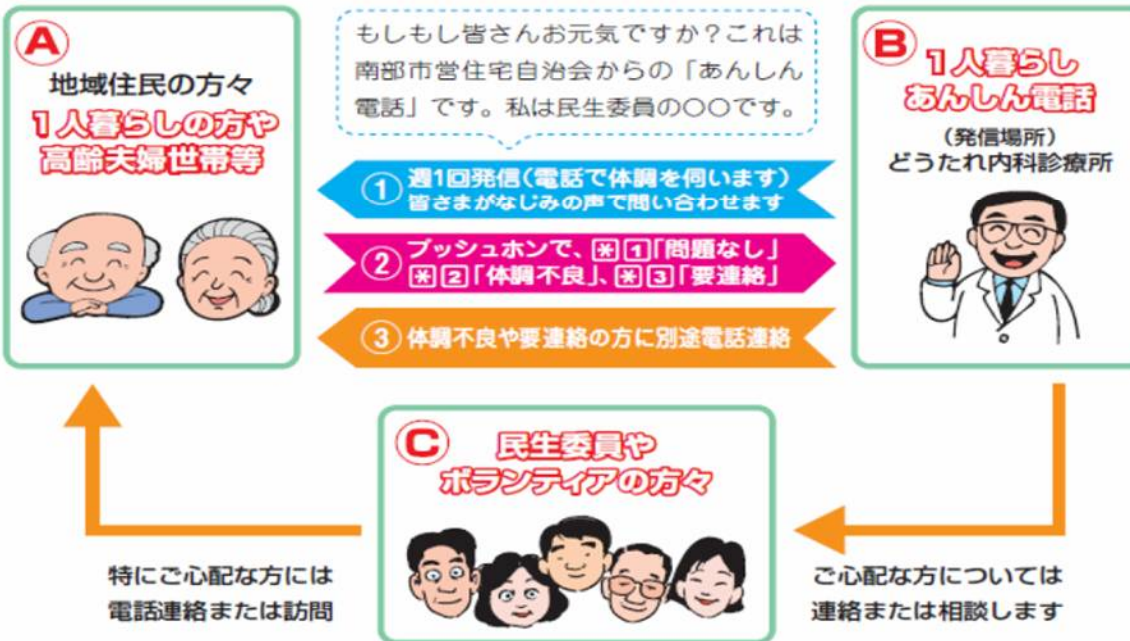 A
地域住民の方々
1人暮らしの方や
高齢夫婦世帯等
もしもし皆さんお元気ですか？これは
南部市営住宅自治会からの「あんしん
電話」です。私は民生委員の〇〇です。
B
1人暮らし
あんしん電話
（発信場所）
どうたれ内科診療所
① 週1回発信（電話で体調を伺います）
皆さまがなじみの声で問い合わせます
② プッシュホンで、＊1「問題なし」
＊2「体調不良」、＊3「要連絡」
③ 体調不良や要連絡の方に別途電話連絡
C
民生委員や
ボランティアの方々
特にご心配な方には
電話連絡または訪問
ご心配な方については
連絡または相談します